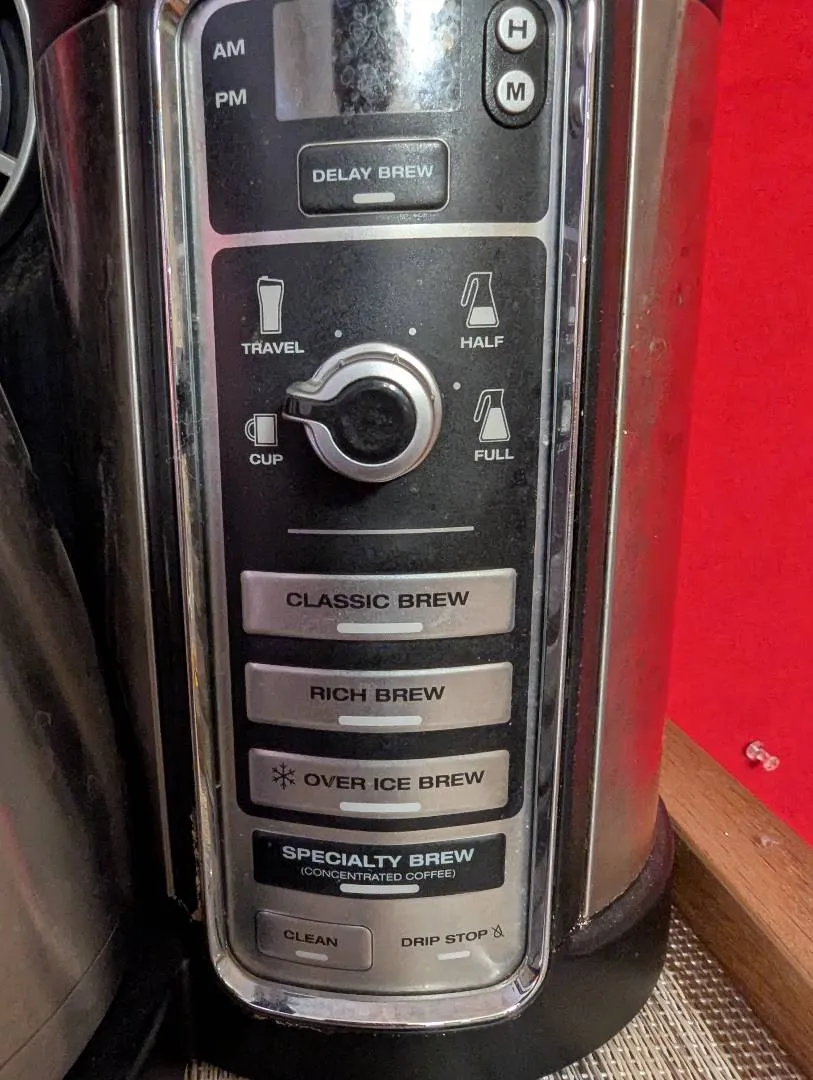 AM
H
PM
M
DELAY BREW
TRAVEL
HALF
CUP
FULL
CLASSIC BREW
RICH BREW
OVER ICE BREW
SPECIALTY BREW
(CONCENTRATED COFFEE)
CLEAN
DRIP STOP